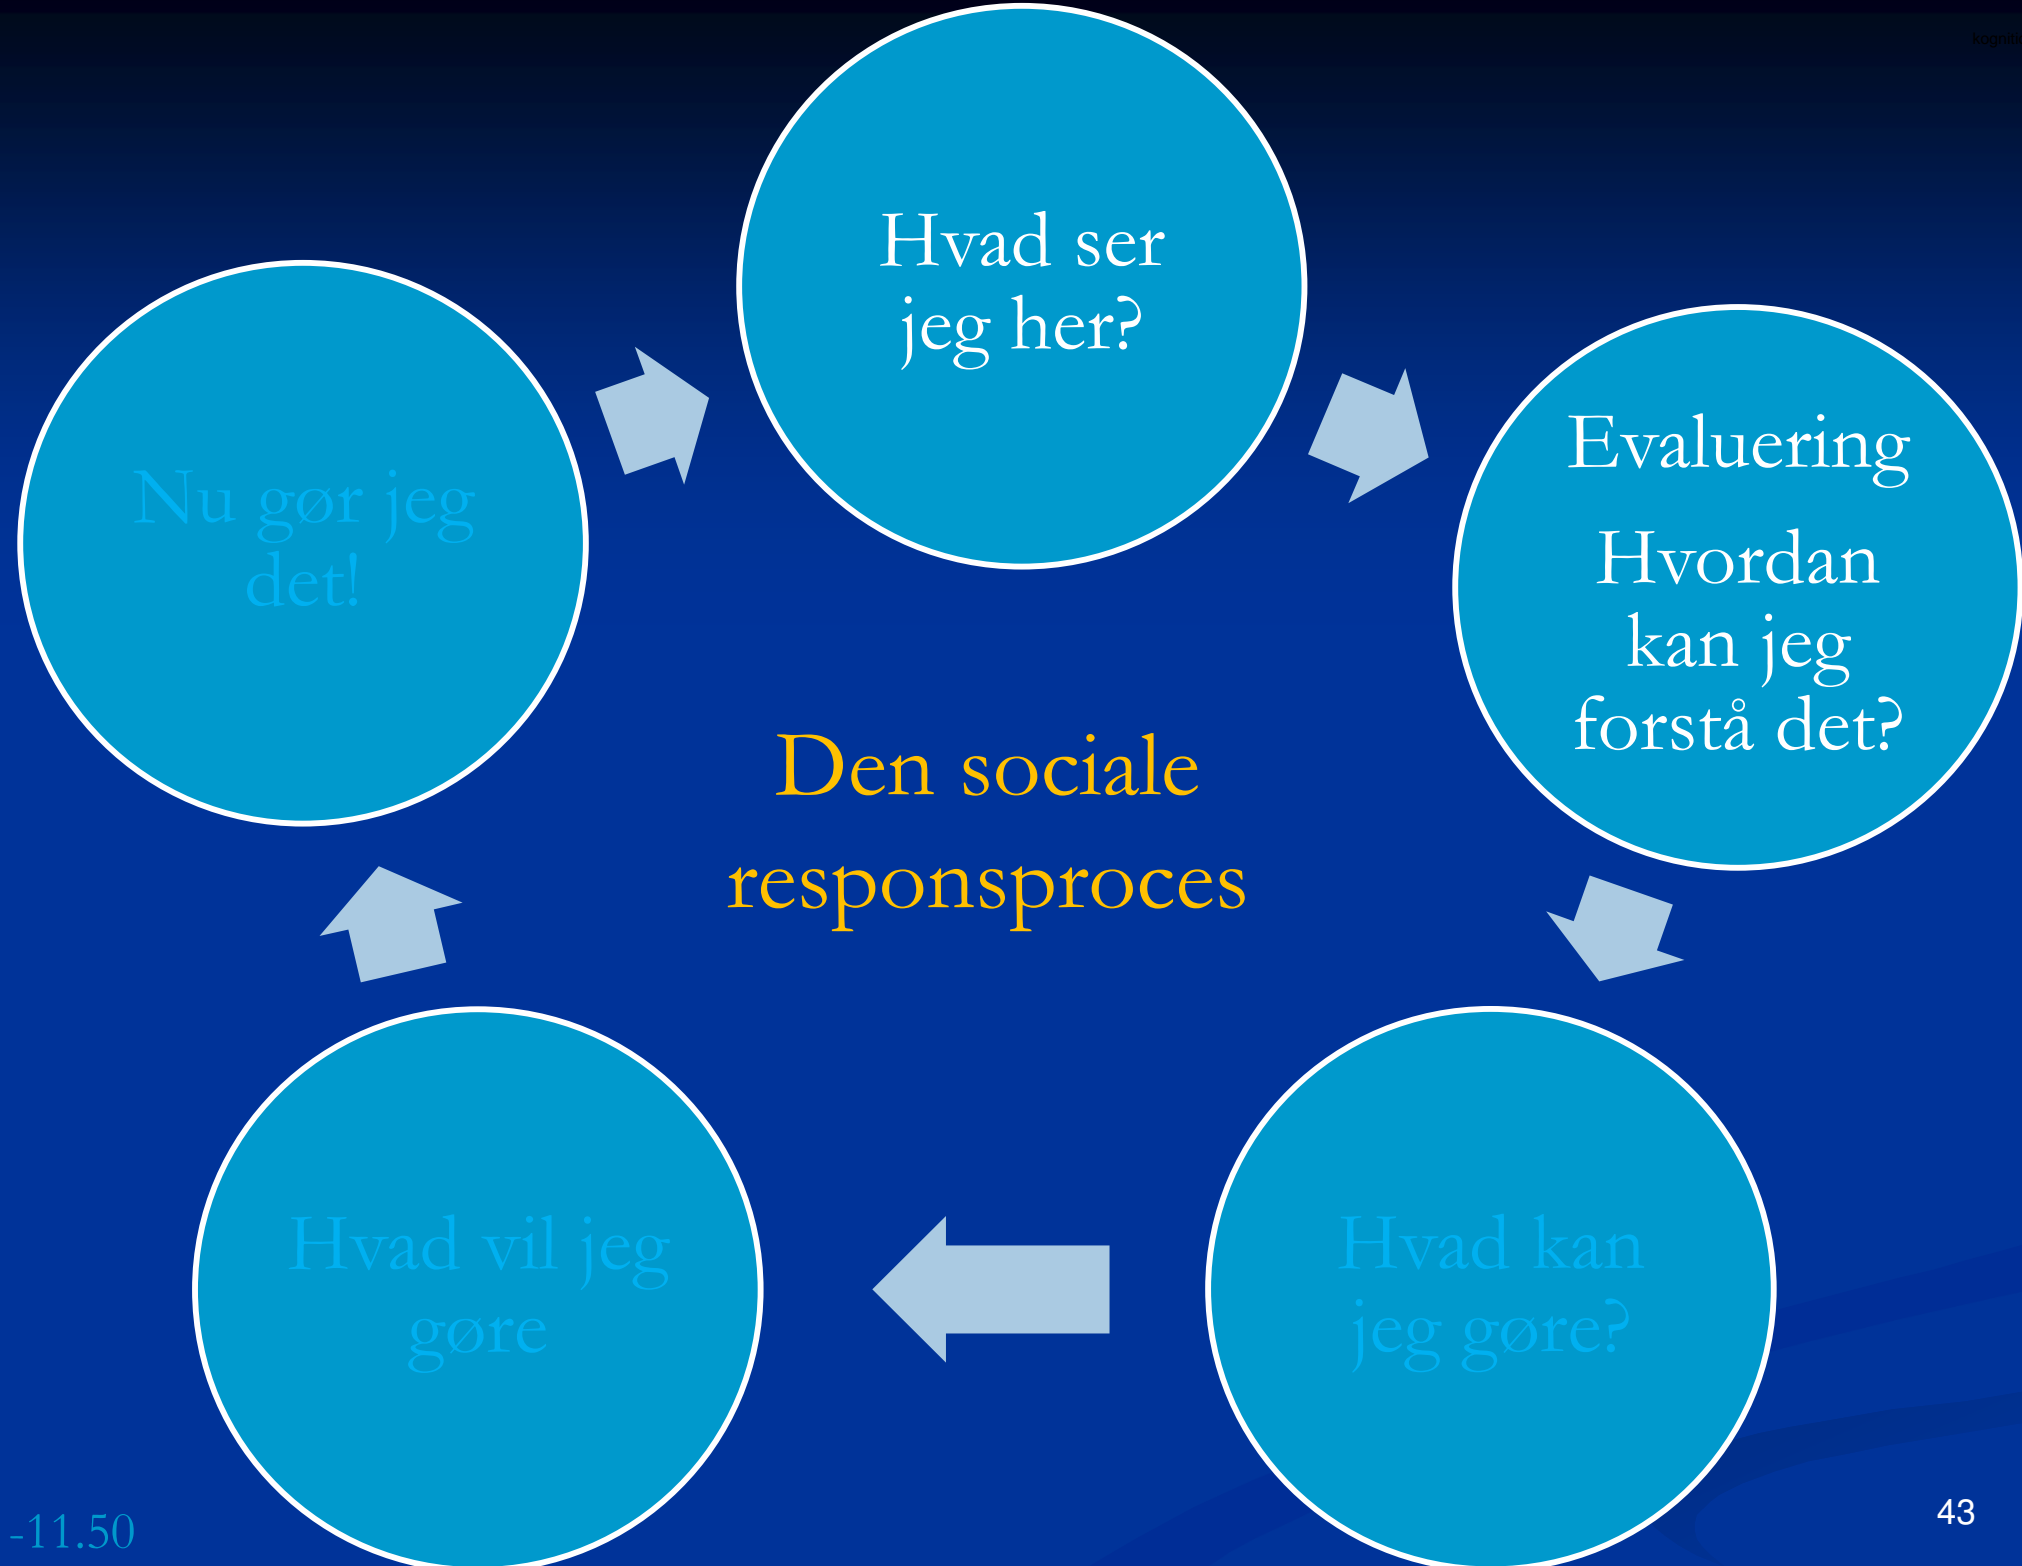 Hvad ser
jeg her?
Evaluering
Hvordan
kan jeg
forstå det?
Hvad kan
jeg gøre?
Hvad vil jeg
gøre
Nu gør jeg
det!
Den sociale
responsproces
-11.50
43